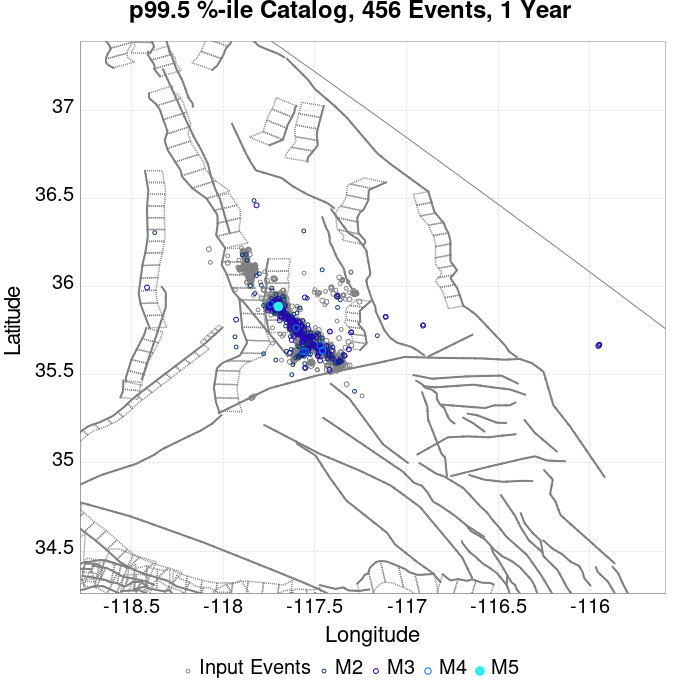 p99.5 %-ile Catalog, 456 Events, 1 Year
37
36.5
36
35.5
35
34.5
Latitude
-118.5 -118 -117.5 -117 -116.5 -116
Longitude
Input Events M2 M3 M4 M5